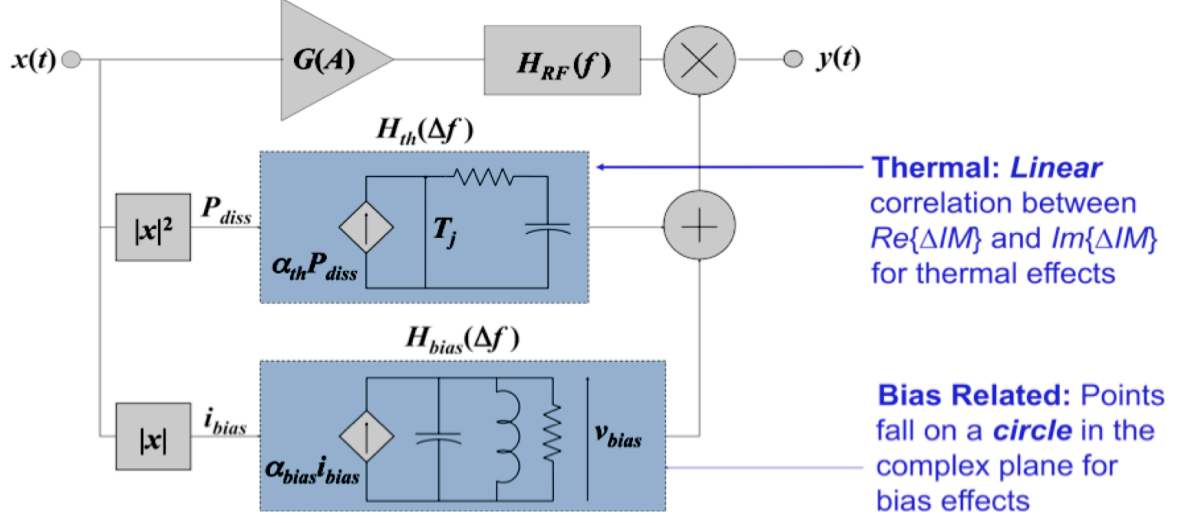 x(t)
G(A)
H_RF(f)
y(t)
H_th(Δf)
|x|²
P_diss
α_th P_diss
T_j
Thermal: Linear
correlation between
Re{ΔIM} and Im{ΔIM}
for thermal effects
H_bias(Δf)
|x|
i_bias
α_bias i_bias
v_bias
Bias Related: Points
fall on a circle in the
complex plane for
bias effects